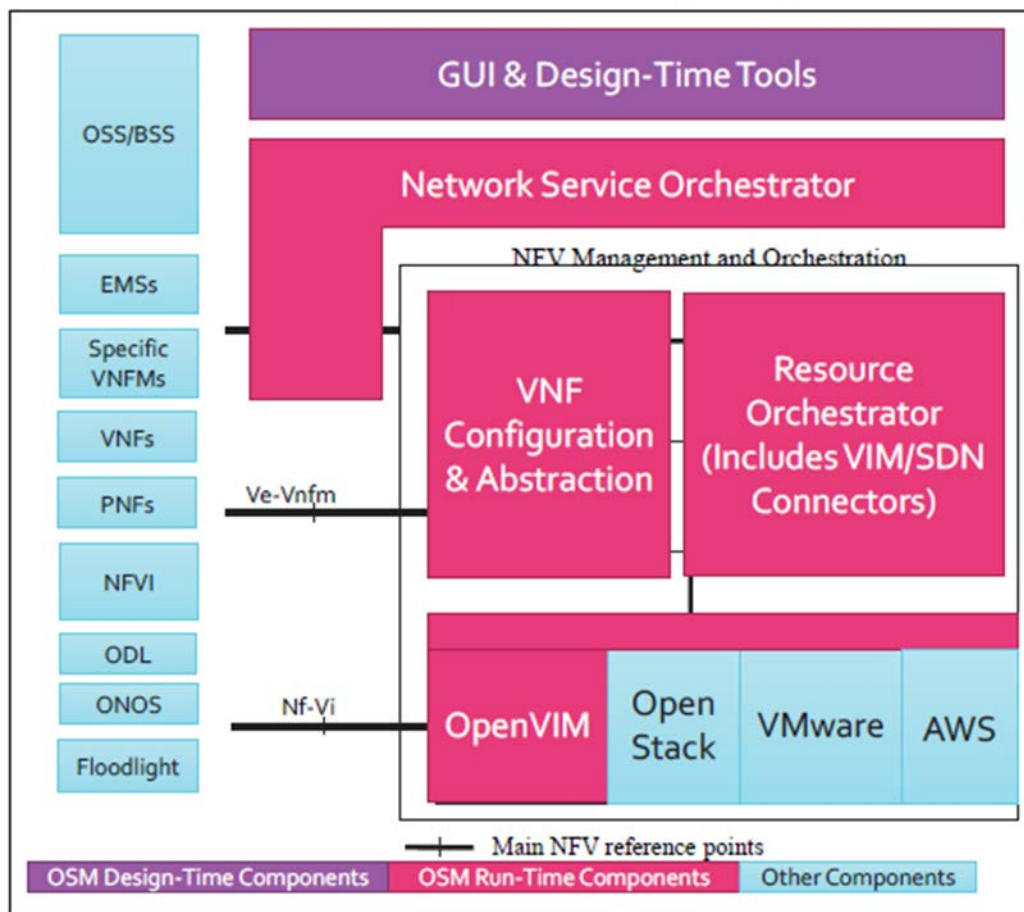 GUI & Design-Time Tools
OSS/BSS
Network Service Orchestrator
NFV Management and Orchestration
EMSs
Specific
VNFMs
VNFs
PNFs
NFVI
ODL
ONOS
Floodlight
Ve-Vnfm
Nf-Vi
VNF
Configuration
& Abstraction
Resource
Orchestrator
(Includes VIM/SDN
Connectors)
OpenVIM
Open
Stack
VMware
AWS
Main NFV reference points
OSM Design-Time Components
OSM Run-Time Components
Other Components